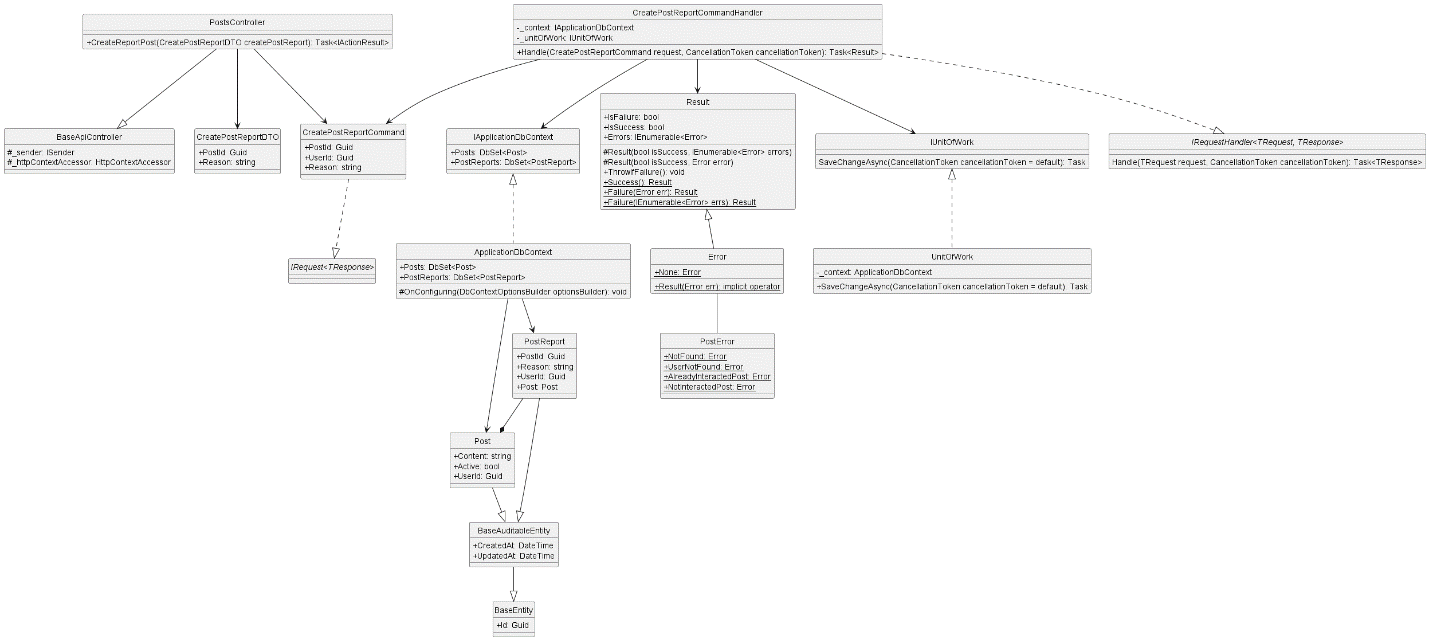 PostsController
+CreateReportPost(CreatePostReportDTO createPostReport): Task<IActionResult>
CreatePostReportCommandHandler
-_context: IApplicationDbContext
-_unitOfWork: IUnitOfWork
+Handle(CreatePostReportCommand request, CancellationToken cancellationToken): Task<Result>
BaseApiController
#_sender: ISender
#_httpContextAccessor: HttpContextAccessor
CreatePostReportDTO
+PostId: Guid
+Reason: string
CreatePostReportCommand
+PostId: Guid
+UserId: Guid
+Reason: string
IApplicationDbContext
+Posts: DbSet<Post>
+PostReports: DbSet<PostReport>
Result
+IsFailure: bool
+IsSuccess: bool
+Errors: IEnumerable<Error>
#Result(bool isSuccess, IEnumerable<Error> errors)
#Result(bool isSuccess, Error error)
+ThrowIfFailure(): void
+Success(): Result
+Failure(Error err): Result
+Failure(IEnumerable<Error> errs): Result
IUnitOfWork
SaveChangeAsync(CancellationToken cancellationToken = default): Task
IRequestHandler<TRequest, TResponse>
Handle(TRequest request, CancellationToken cancellationToken): Task<TResponse>
IRequest<TResponse>
ApplicationDbContext
+Posts: DbSet<Post>
+PostReports: DbSet<PostReport>
#OnConfiguring(DbContextOptionsBuilder optionsBuilder): void
Error
+None: Error
+Result(Error err): implicit operator
UnitOfWork
-_context: ApplicationDbContext
+SaveChangeAsync(CancellationToken cancellationToken = default): Task
PostReport
+PostId: Guid
+Reason: string
+UserId: Guid
+Post: Post
PostError
+NotFound: Error
+UserNotFound: Error
+AlreadyInteractedPost: Error
+NotInteractedPost: Error
Post
+Content: string
+Active: bool
+UserId: Guid
BaseAuditableEntity
+CreatedAt: DateTime
+UpdatedAt: DateTime
BaseEntity
+Id: Guid